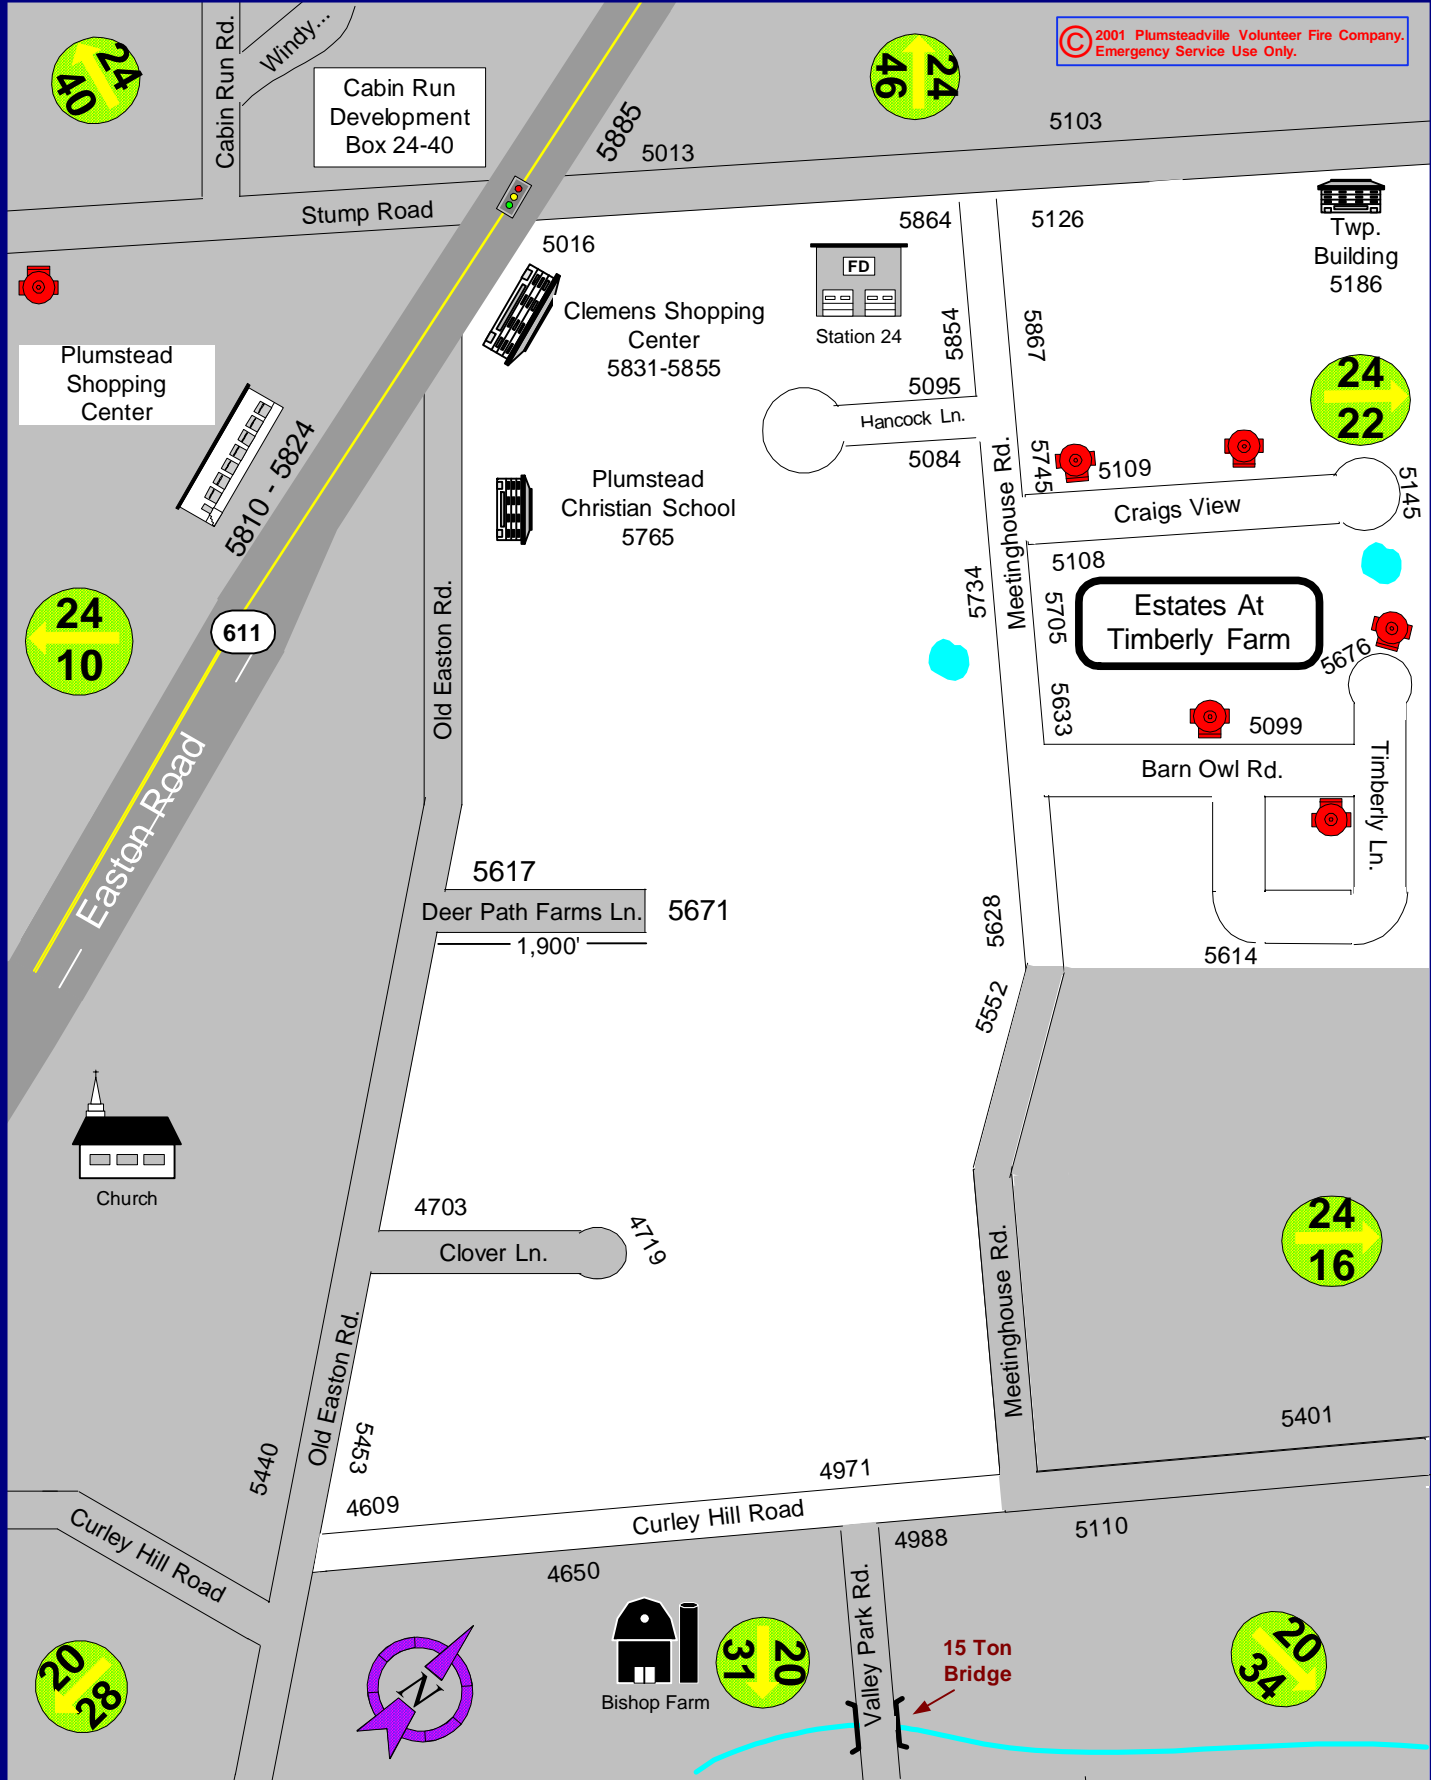 © 2001 Plumsteadville Volunteer Fire Company.
Emergency Service Use Only.
24
40
Cabin Run Rd.
Windy...
Cabin Run
Development
Box 24-40
5885
24
46
5103
5013
Stump Road
5016
5864
5126
Twp.
Building
5186
FD
Station 24
Clemens Shopping
Center
5831-5855
5854
5867
Plumstead
Shopping
Center
5810 - 5824
5095
Hancock Ln.
5084
24
22
Meetinghouse Rd.
5745
5109
Craigs View
5145
5108
Plumstead
Christian School
5765
5734
5705
Estates At
Timberly Farm
24
10
611
Old Easton Rd.
5676
5633
5099
Barn Owl Rd.
Timberly Ln.
Easton Road
5617
Deer Path Farms Ln.
5671
1,900'
5628
5614
5552
Church
4703
Clover Ln.
4719
24
16
Meetinghouse Rd.
Old Easton Rd.
5440
5453
5401
4971
4609
Curley Hill Road
Curley Hill Road
4988
5110
4650
Valley Park Rd.
20
28
N
Bishop Farm
20
31
15 Ton
Bridge
20
34